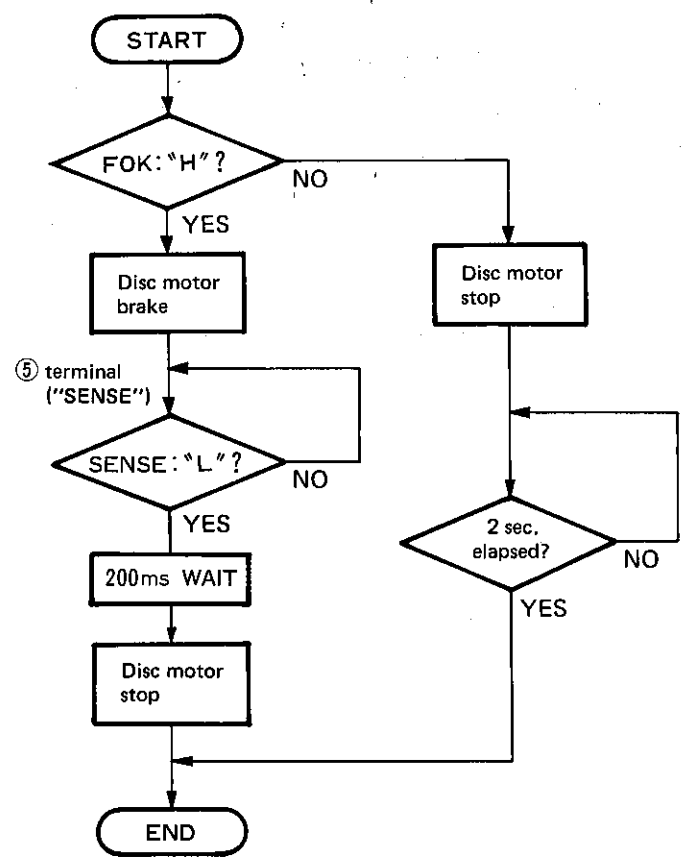 START
FOK: "H"?
NO
YES
Disc motor
brake
Disc motor
stop
⑤ terminal
("SENSE")
SENSE: "L"?
NO
YES
2 sec.
elapsed?
NO
YES
200ms WAIT
Disc motor
stop
END